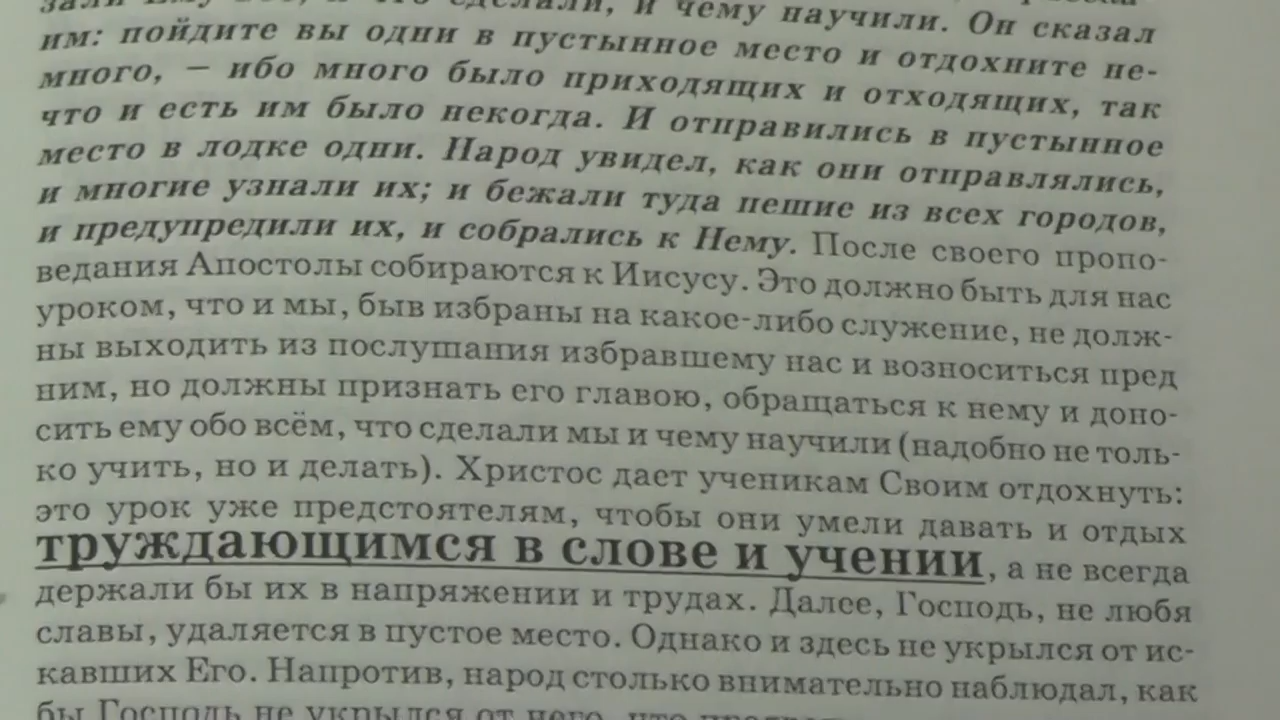 им: пойдите вы одни в пустынное место и отдохните не-
много, — ибо много было приходящих и отходящих, так
что и есть им было некогда. И отправились в пустынное
место в лодке одни. Народ увидел, как они отправлялись,
и многие узнали их; и бежали туда пешие из всех городов,
и предупредили их, и собрались к Нему. После своего пропо-
ведания Апостолы собираются к Иисусу. Это должно быть для нас
уроком, что и мы, быв избраны на какое-либо служение, не долж-
ны выходить из послушания избравшему нас и возноситься пред
ним, но должны признать его главою, обращаться к нему и доно-
сить ему обо всём, что сделали мы и чему научили (надобно не толь-
ко учить, но и делать). Христос дает ученикам Своим отдохнуть:
это урок уже предстоятелям, чтобы они умели давать и отдых
труждающимся в слове и учении, а не всегда
держали бы их в напряжении и трудах. Далее, Господь, не любя
славы, удаляется в пустое место. Однако и здесь не укрылся от ис-
кавших Его. Напротив, народ столько внимательно наблюдал, как
бы Господь не укрылся от него, что